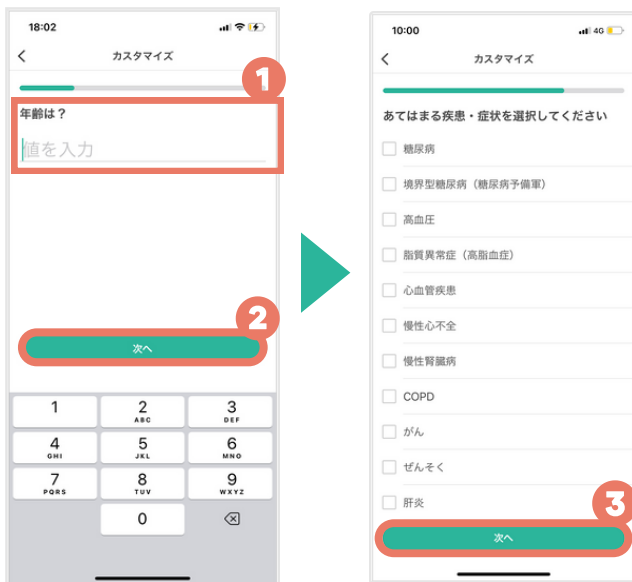 18:02
カスタマイズ
1
年齢は？
値を入力
2
次へ
1
2
ABC
3
DEF
4
GHI
5
JKL
6
MNO
7
PQRS
8
TUV
9
WXYZ
0
10:00
4G
カスタマイズ
あてはまる疾患・症状を選択してください
糖尿病
境界型糖尿病（糖尿病予備軍）
高血圧
脂質異常症（高脂血症）
心血管疾患
慢性心不全
慢性腎臓病
COPD
がん
ぜんそく
肝炎
3
次へ